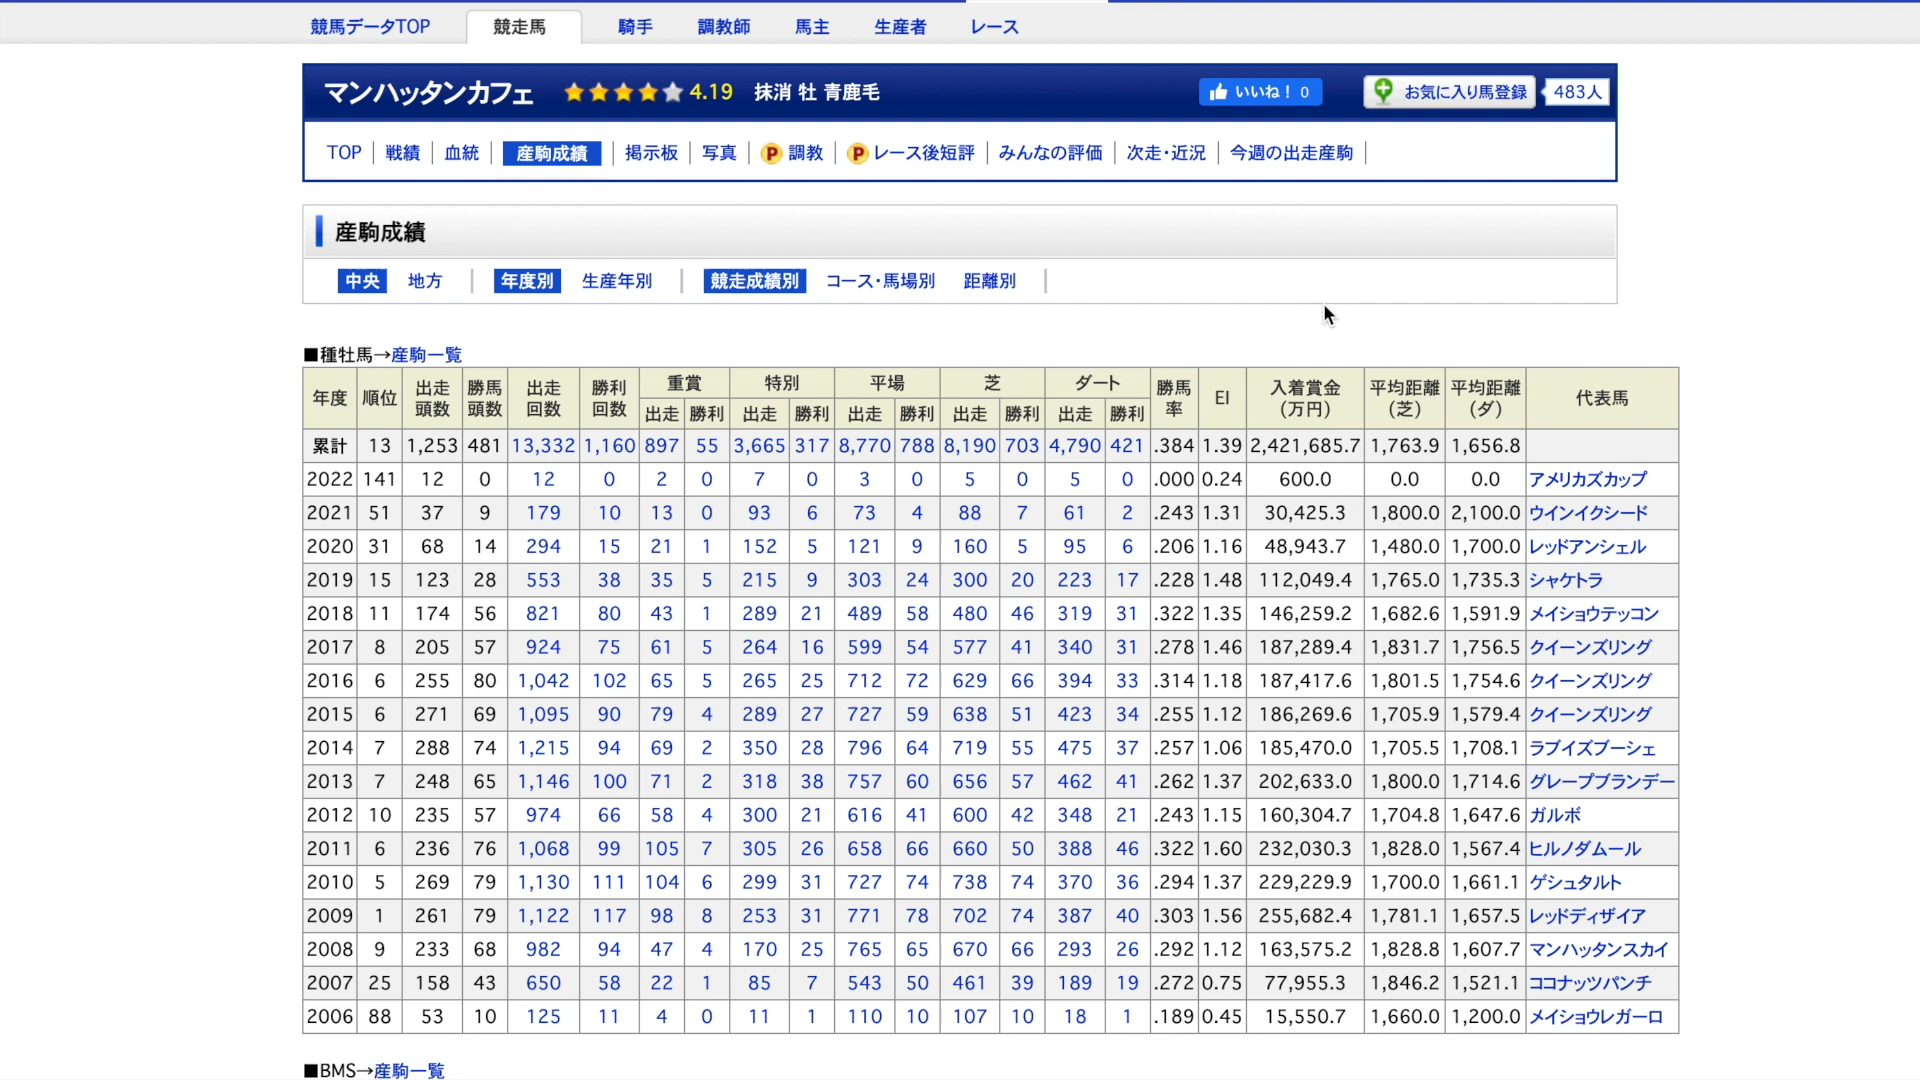 競馬データTOP 競走馬 騎手 調教師 馬主 生産者 レース
マンハッタンカフェ 4.19 抹消 牡 青鹿毛 いいね! 0 お気に入り馬登録 483人
TOP 戦績 血統 産駒成績 掲示板 写真 P 調教 P レース後短評 みんなの評価 次走・近況 今週の出走産駒
産駒成績
中央 地方 年度別 生産年別 競走成績別 コース・馬場別 距離別
■種牡馬→産駒一覧
年度 順位 出走頭数 勝馬頭数 出走回数 勝利回数 重賞 特別 平場 芝 ダート 勝馬率 EI 入着賞金(万円) 平均距離(芝) 平均距離(ダ) 代表馬
出走 勝利 出走 勝利 出走 勝利 出走 勝利 出走 勝利
累計 13 1,253 481 13,332 1,160 897 55 3,665 317 8,770 788 8,190 703 4,790 421 .384 1.39 2,421,685.7 1,763.9 1,656.8
2022 141 12 0 12 0 2 0 7 0 3 0 5 0 5 0 .000 0.24 600.0 0.0 0.0 アメリカズカップ
2021 51 37 9 179 10 13 0 93 6 73 4 88 7 61 2 .243 1.31 30,425.3 1,800.0 2,100.0 ウインイクシード
2020 31 68 14 294 15 21 1 152 5 121 9 160 5 95 6 .206 1.16 48,943.7 1,480.0 1,700.0 レッドアンシェル
2019 15 123 28 553 38 35 5 215 9 303 24 300 20 223 17 .228 1.48 112,049.4 1,765.0 1,735.3 シャケトラ
2018 11 174 56 821 80 43 1 289 21 489 58 480 46 319 31 .322 1.35 146,259.2 1,682.6 1,591.9 メイショウテッコン
2017 8 205 57 924 75 61 5 264 16 599 54 577 41 340 31 .278 1.46 187,289.4 1,831.7 1,756.5 クイーンズリング
2016 6 255 80 1,042 102 65 5 265 25 712 72 629 66 394 33 .314 1.18 187,417.6 1,801.5 1,754.6 クイーンズリング
2015 6 271 69 1,095 90 79 4 289 27 727 59 638 51 423 34 .255 1.12 186,269.6 1,705.9 1,579.4 クイーンズリング
2014 7 288 74 1,215 94 69 2 350 28 796 64 719 55 475 37 .257 1.06 185,470.0 1,705.5 1,708.1 ラブイズブーシェ
2013 7 248 65 1,146 100 71 2 318 38 757 60 656 57 462 41 .262 1.37 202,633.0 1,800.0 1,714.6 グレープブランデー
2012 10 235 57 974 66 58 4 300 21 616 41 600 42 348 21 .243 1.15 160,304.7 1,704.8 1,647.6 ガルボ
2011 6 236 76 1,068 99 105 7 305 26 658 66 660 50 388 46 .322 1.60 232,030.3 1,828.0 1,567.4 ヒルノダムール
2010 5 269 79 1,130 111 104 6 299 31 727 74 738 74 370 36 .294 1.37 229,229.9 1,700.0 1,661.1 ゲシュタルト
2009 1 261 79 1,122 117 98 8 253 31 771 78 702 74 387 40 .303 1.56 255,682.4 1,781.1 1,657.5 レッドディザイア
2008 9 233 68 982 94 47 4 170 25 765 65 670 66 293 26 .292 1.12 163,575.2 1,828.8 1,607.7 マンハッタンスカイ
2007 25 158 43 650 58 22 1 85 7 543 50 461 39 189 19 .272 0.75 77,955.3 1,846.2 1,521.1 ココナッツパンチ
2006 88 53 10 125 11 4 0 11 1 110 10 107 10 18 1 .189 0.45 15,550.7 1,660.0 1,200.0 メイショウレガーロ
■BMS→産駒一覧